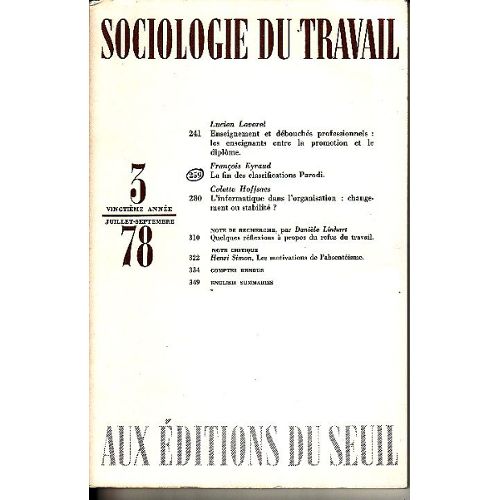 SOCIOLOGIE DU TRAVAIL
Lucien Lavorel
241 Enseignement et débouchés professionnels :
les enseignants entre la promotion et le
diplôme.
François Eyraud
259 La fin des classifications Parodi.
Colette Hoffsaes
280 L'informatique dans l'organisation : change-
ment ou stabilité ?
NOTE DE RECHERCHE, par Danièle Linhart
310 Quelques réflexions à propos du refus du travail.
NOTE CRITIQUE
322 Henri Simon, Les motivations de l'absentéisme.
334 COMPTES RENDUS
349 ENGLISH SUMMARIES
3
VINGTIÈME ANNÉE
JUILLET-SEPTEMBRE
78
AUX ÉDITIONS DU SEUIL